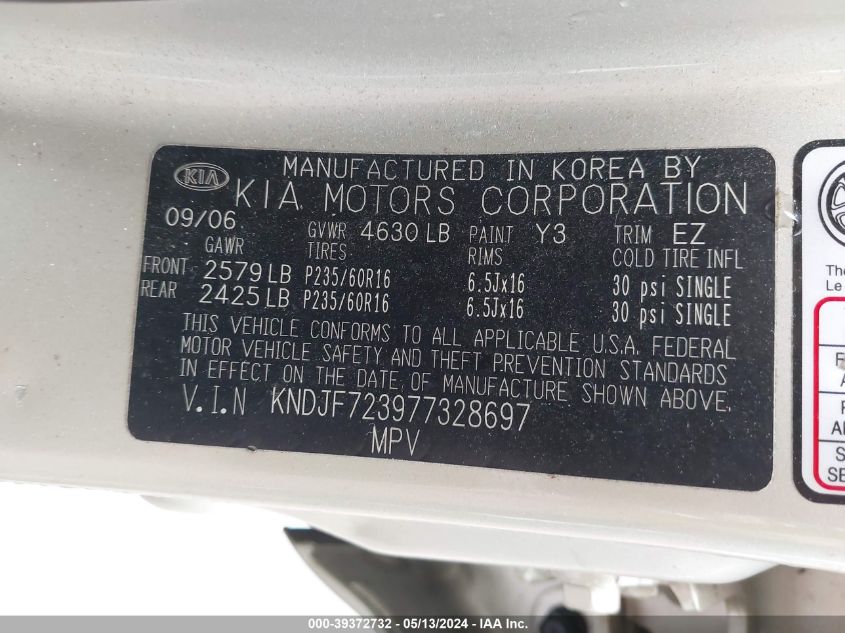 MANUFACTURED IN KOREA BY
KIA KIA MOTORS CORPORATION
09/06 GVWR 4630 LB PAINT Y3 TRIM EZ
GAWR TIRES RIMS COLD TIRE INFL
FRONT 2579 LB P235/60R16 6.5Jx16 30 psi SINGLE
REAR 2425 LB P235/60R16 6.5Jx16 30 psi SINGLE
THIS VEHICLE CONFORMS TO ALL APPLICABLE U.S.A. FEDERAL
MOTOR VEHICLE SAFETY AND THEFT PREVENTION STANDARDS
IN EFFECT ON THE DATE OF MANUFACTURE SHOWN ABOVE.
V.I.N KNDJF723977328697
MPV
The
Le
000-39372732 - 05/13/2024 - IAA Inc.